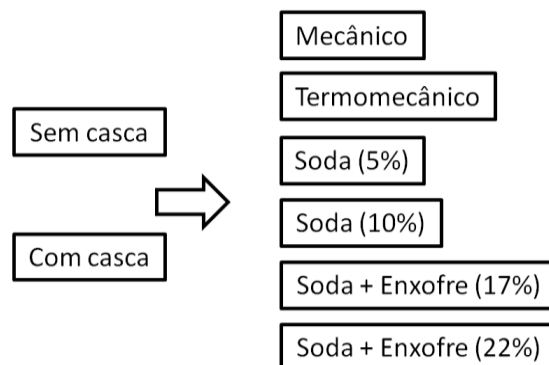 Sem casca
Com casca
Mecânico
Termomecânico
Soda (5%)
Soda (10%)
Soda + Enxofre (17%)
Soda + Enxofre (22%)